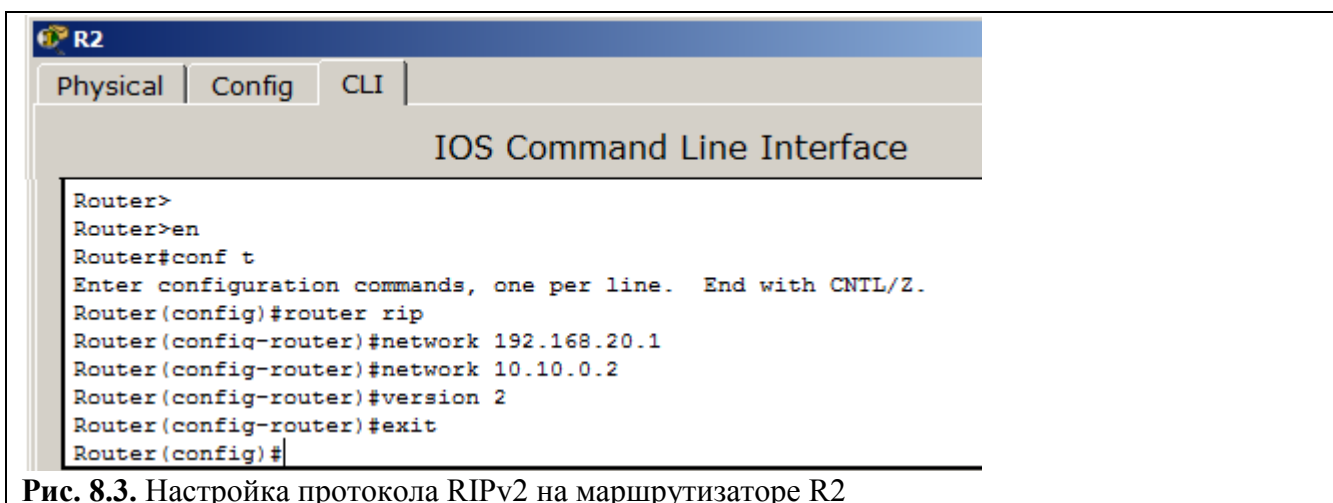 R2
Physical Config CLI
IOS Command Line Interface
Router>
Router>en
Router#conf t
Enter configuration commands, one per line.  End with CNTL/Z.
Router(config)#router rip
Router(config-router)#network 192.168.20.1
Router(config-router)#network 10.10.0.2
Router(config-router)#version 2
Router(config-router)#exit
Router(config)#
Рис. 8.3. Настройка протокола RIPv2 на маршрутизаторе R2